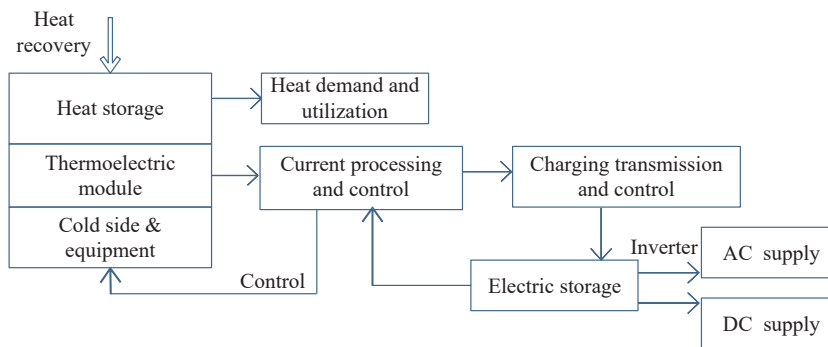 Heat
recovery
Heat storage
Heat demand and
utilization
Thermoelectric
module
Current processing
and control
Charging transmission
and control
Cold side &
equipment
Control
Inverter
AC supply
Electric storage
DC supply